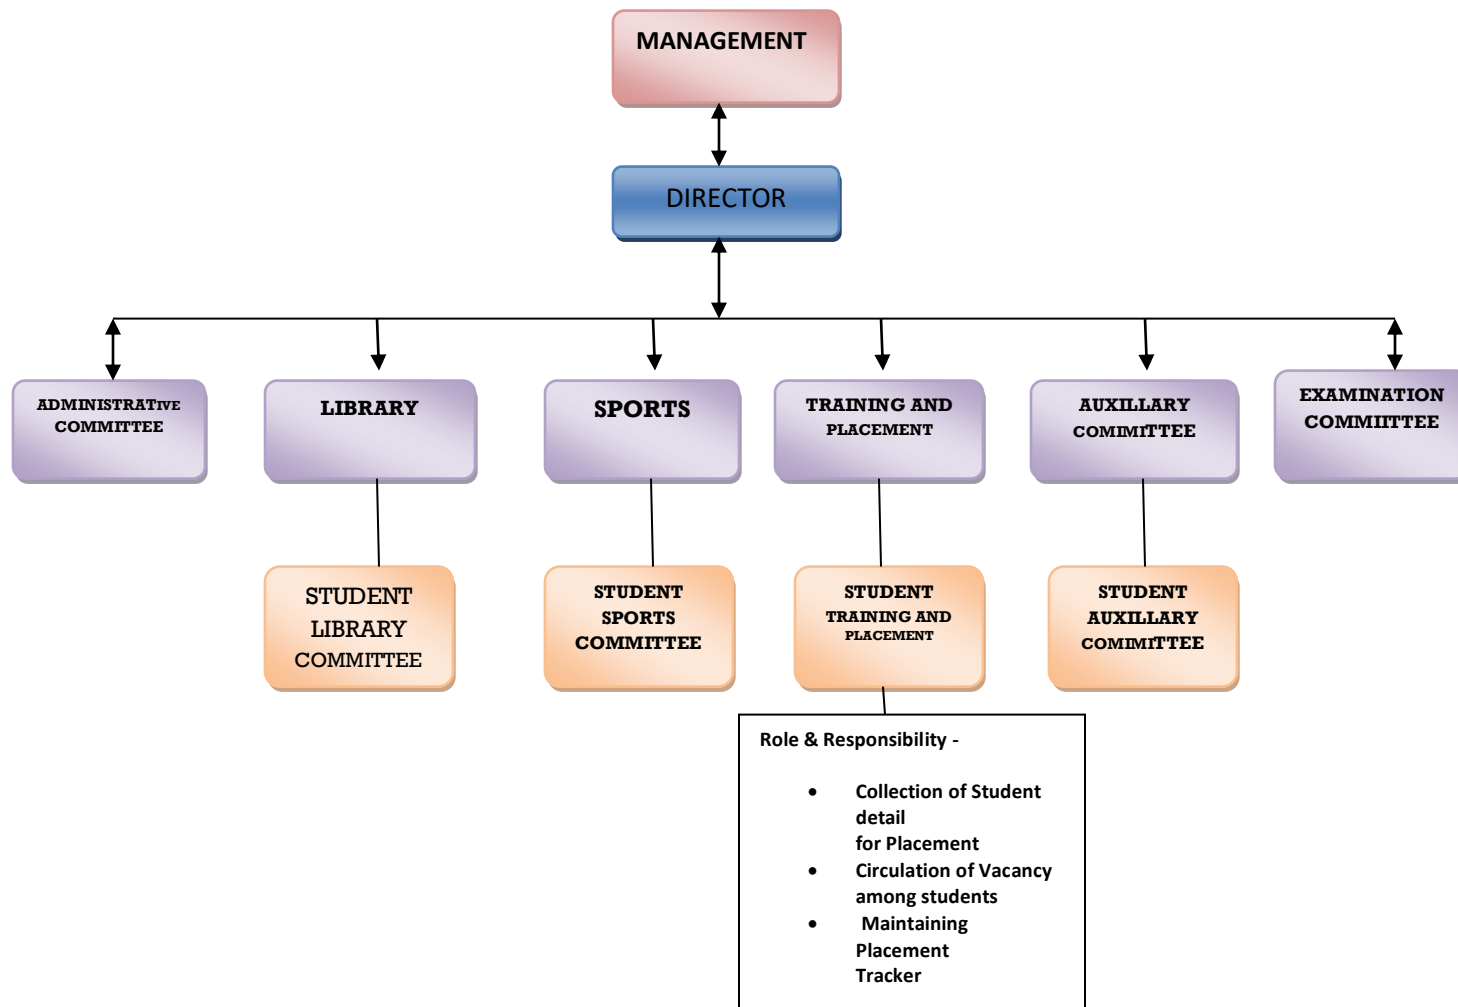 MANAGEMENT
DIRECTOR
ADMINISTRATIVE
COMMITTEE
LIBRARY
SPORTS
TRAINING AND
PLACEMENT
AUXILLARY
COMIMITTEE
EXAMINATION
COMMIITTEE
STUDENT
LIBRARY
COMMITTEE
STUDENT
SPORTS
COMMITTEE
STUDENT
TRAINING AND
PLACEMENT
STUDENT
AUXILLARY
COMIMITTEE
Role & Responsibility -
• Collection of Student
detail
for Placement
• Circulation of Vacancy
among students
• Maintaining
Placement
Tracker